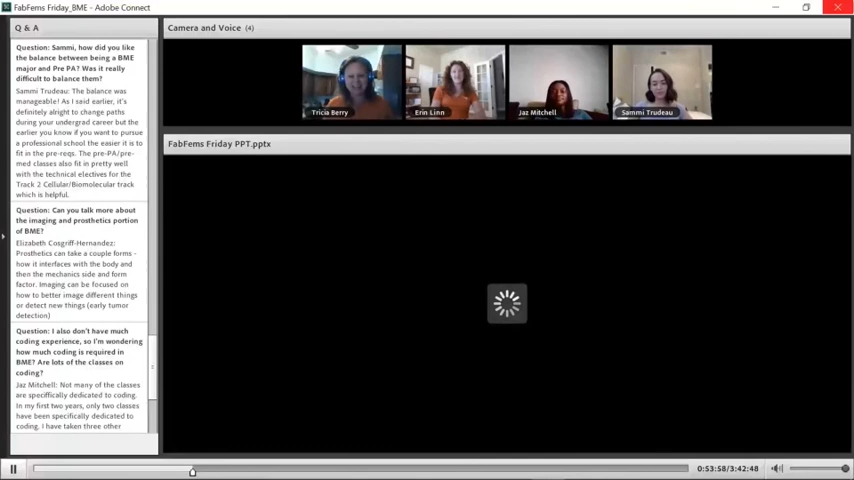 FabFems Friday_BME - Adobe Connect
Q & A
Question: Sammi, how did you like
the balance between being a BME
major and Pre PA? Was it really
difficult to balance them?
Sammi Trudeau: The balance was
manageable! As I said earlier, it's
definitely alright to change paths
during your undergrad career but the
earlier you know if you want to pursue
a professional school the easier it is to
fit in the pre-reqs. The pre-PA/pre-
med classes also fit in pretty well
with the technical electives for the
Track 2 Cellular/Biomolecular track
which is helpful.
Question: Can you talk more about
the imaging and prosthetics portion
of BME?
Elizabeth Cosgriff-Hernandez:
Prosthetics can take a couple forms -
how it interfaces with the body and
then the mechanics side and form
factor. Imaging can be focused on
how to better image different things
or detect new things (early tumor
detection)
Question: I also don't have much
coding experience, so I'm wondering
how much coding is required in
BME? Are lots of the classes on
coding?
Jaz Mitchell: Not many of the classes
are speciffically dedicated to coding.
In my first two years, only two classes
have been specifically dedicated to
coding. I have taken three other
Camera and Voice (4)
Tricia Berry
Erin Linn
Jaz Mitchell
Sammi Trudeau
FabFems Friday PPT.pptx
0:53:58/3:42:48